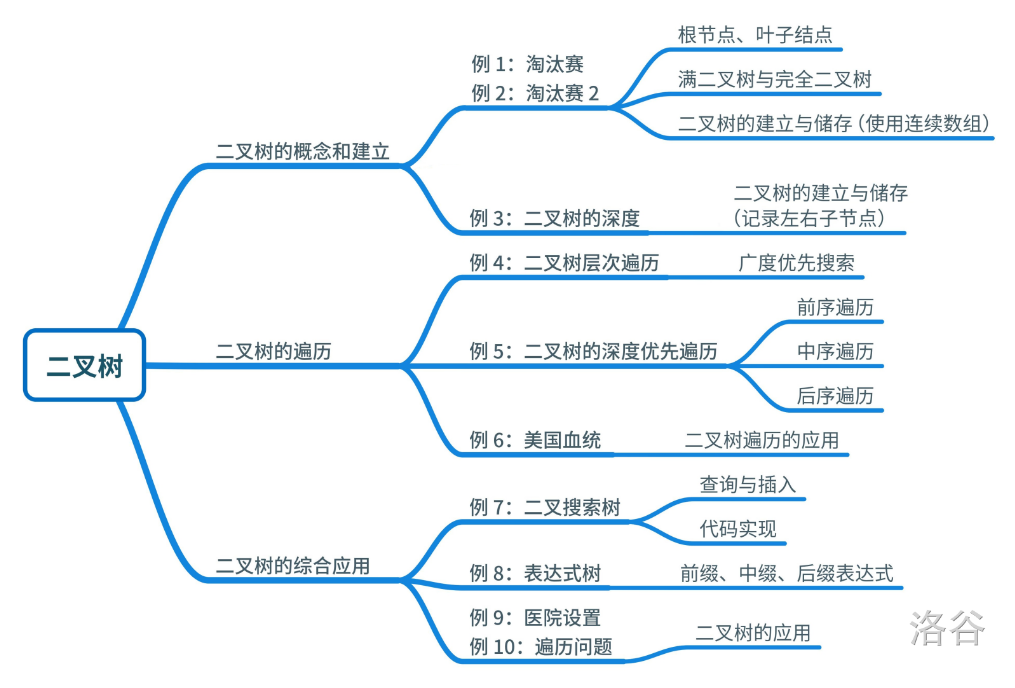 二叉树
二叉树的概念和建立
例 1：淘汰赛
例 2：淘汰赛 2
根节点、叶子结点
满二叉树与完全二叉树
二叉树的建立与储存（使用连续数组）
例 3：二叉树的深度
二叉树的建立与储存
（记录左右子节点）
二叉树的遍历
例 4：二叉树层次遍历
广度优先搜索
例 5：二叉树的深度优先遍历
前序遍历
中序遍历
后序遍历
例 6：美国血统
二叉树遍历的应用
二叉树的综合应用
例 7：二叉搜索树
查询与插入
代码实现
例 8：表达式树
前缀、中缀、后缀表达式
例 9：医院设置
例 10：遍历问题
二叉树的应用
洛谷